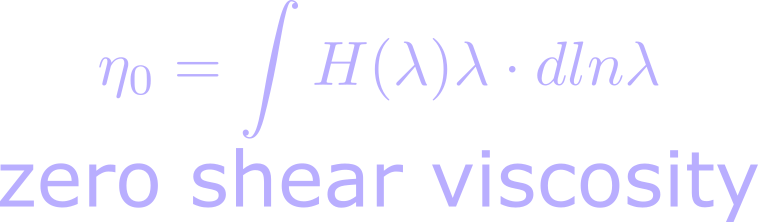 η₀ = ∫ H(λ)λ · dlnλ
zero shear viscosity